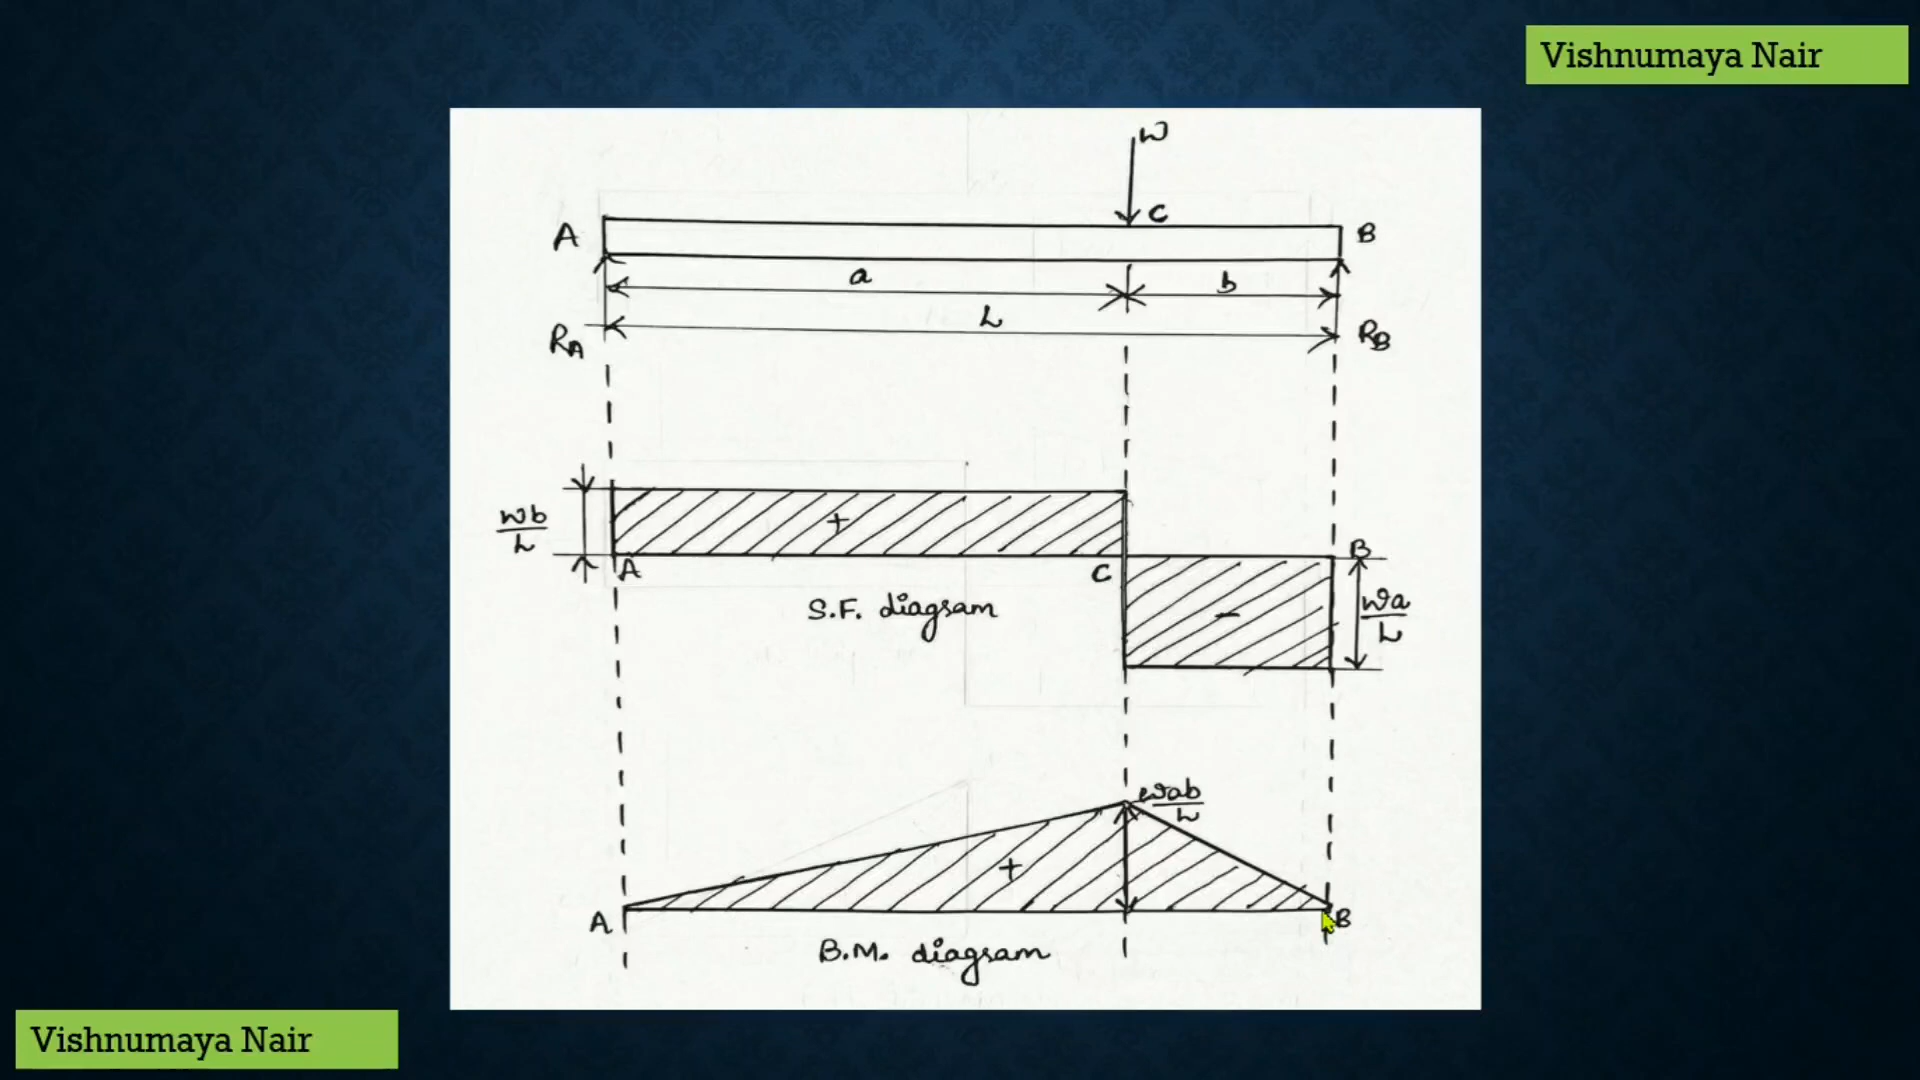 Vishnumaya Nair
W
A
C
B
a
b
L
RA
RB
Wb
L
+
A
C
B
-
Wa
L
S.F. diagram
Wab
L
+
A
B
B.M. diagram
Vishnumaya Nair